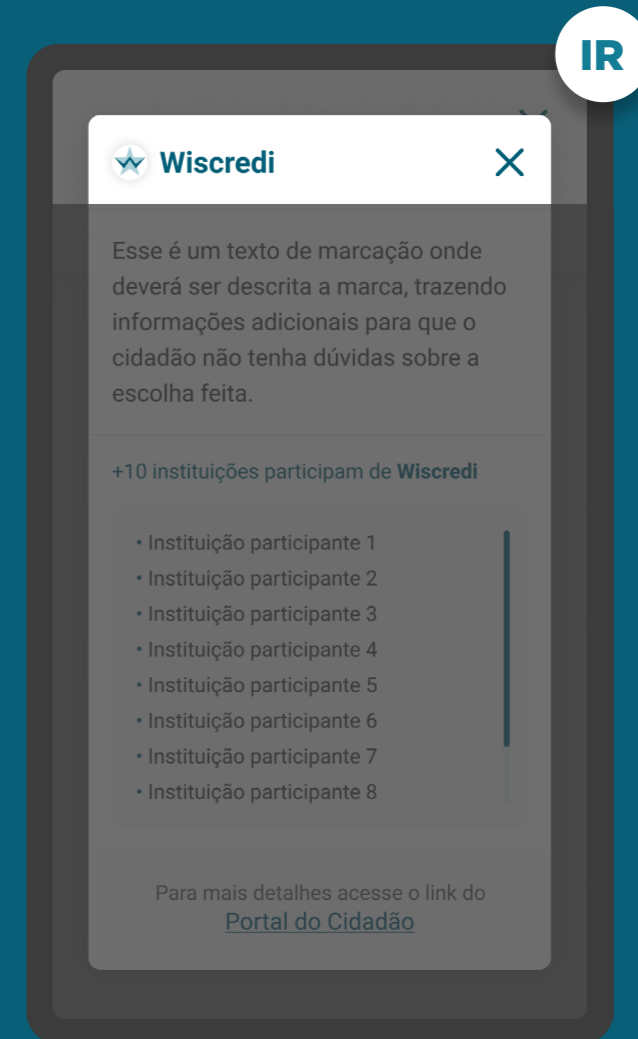 IR
Wiscredi
Esse é um texto de marcação onde
deverá ser descrita a marca, trazendo
informações adicionais para que o
cidadão não tenha dúvidas sobre a
escolha feita.
+10 instituições participam de Wiscredi
• Instituição participante 1
• Instituição participante 2
• Instituição participante 3
• Instituição participante 4
• Instituição participante 5
• Instituição participante 6
• Instituição participante 7
• Instituição participante 8
Para mais detalhes acesse o link do
Portal do Cidadão